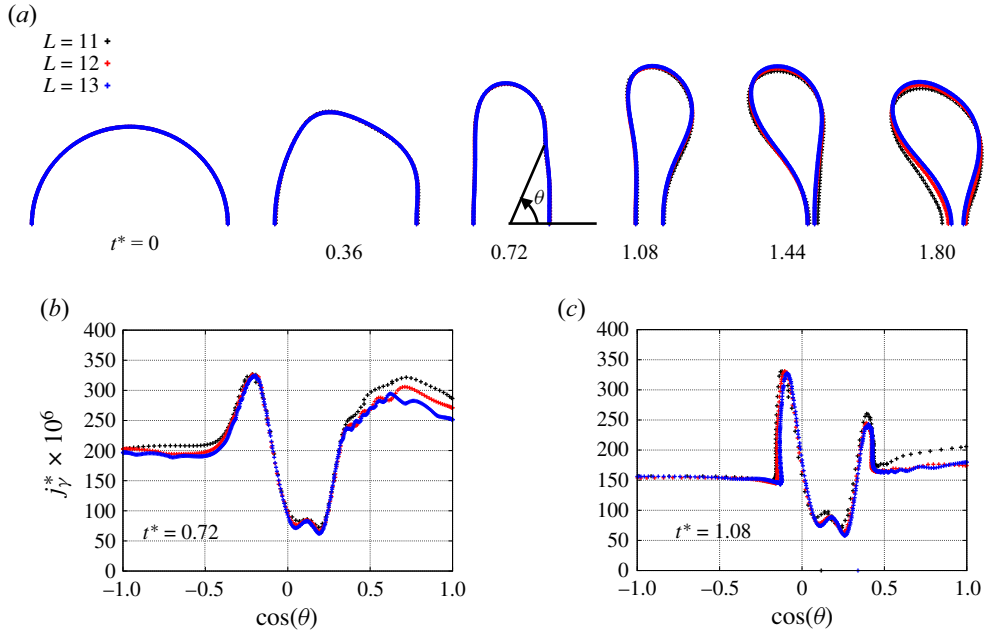 (a)
L = 11
L = 12
L = 13
θ
t* = 0
0.36
0.72
1.08
1.44
1.80
(b)
400
350
300
250
200
150
100
50
0
j*γ × 10⁶
t* = 0.72
−1.0
−0.5
0
0.5
1.0
cos(θ)
(c)
400
350
300
250
200
150
100
50
0
t* = 1.08
−1.0
−0.5
0
0.5
1.0
cos(θ)